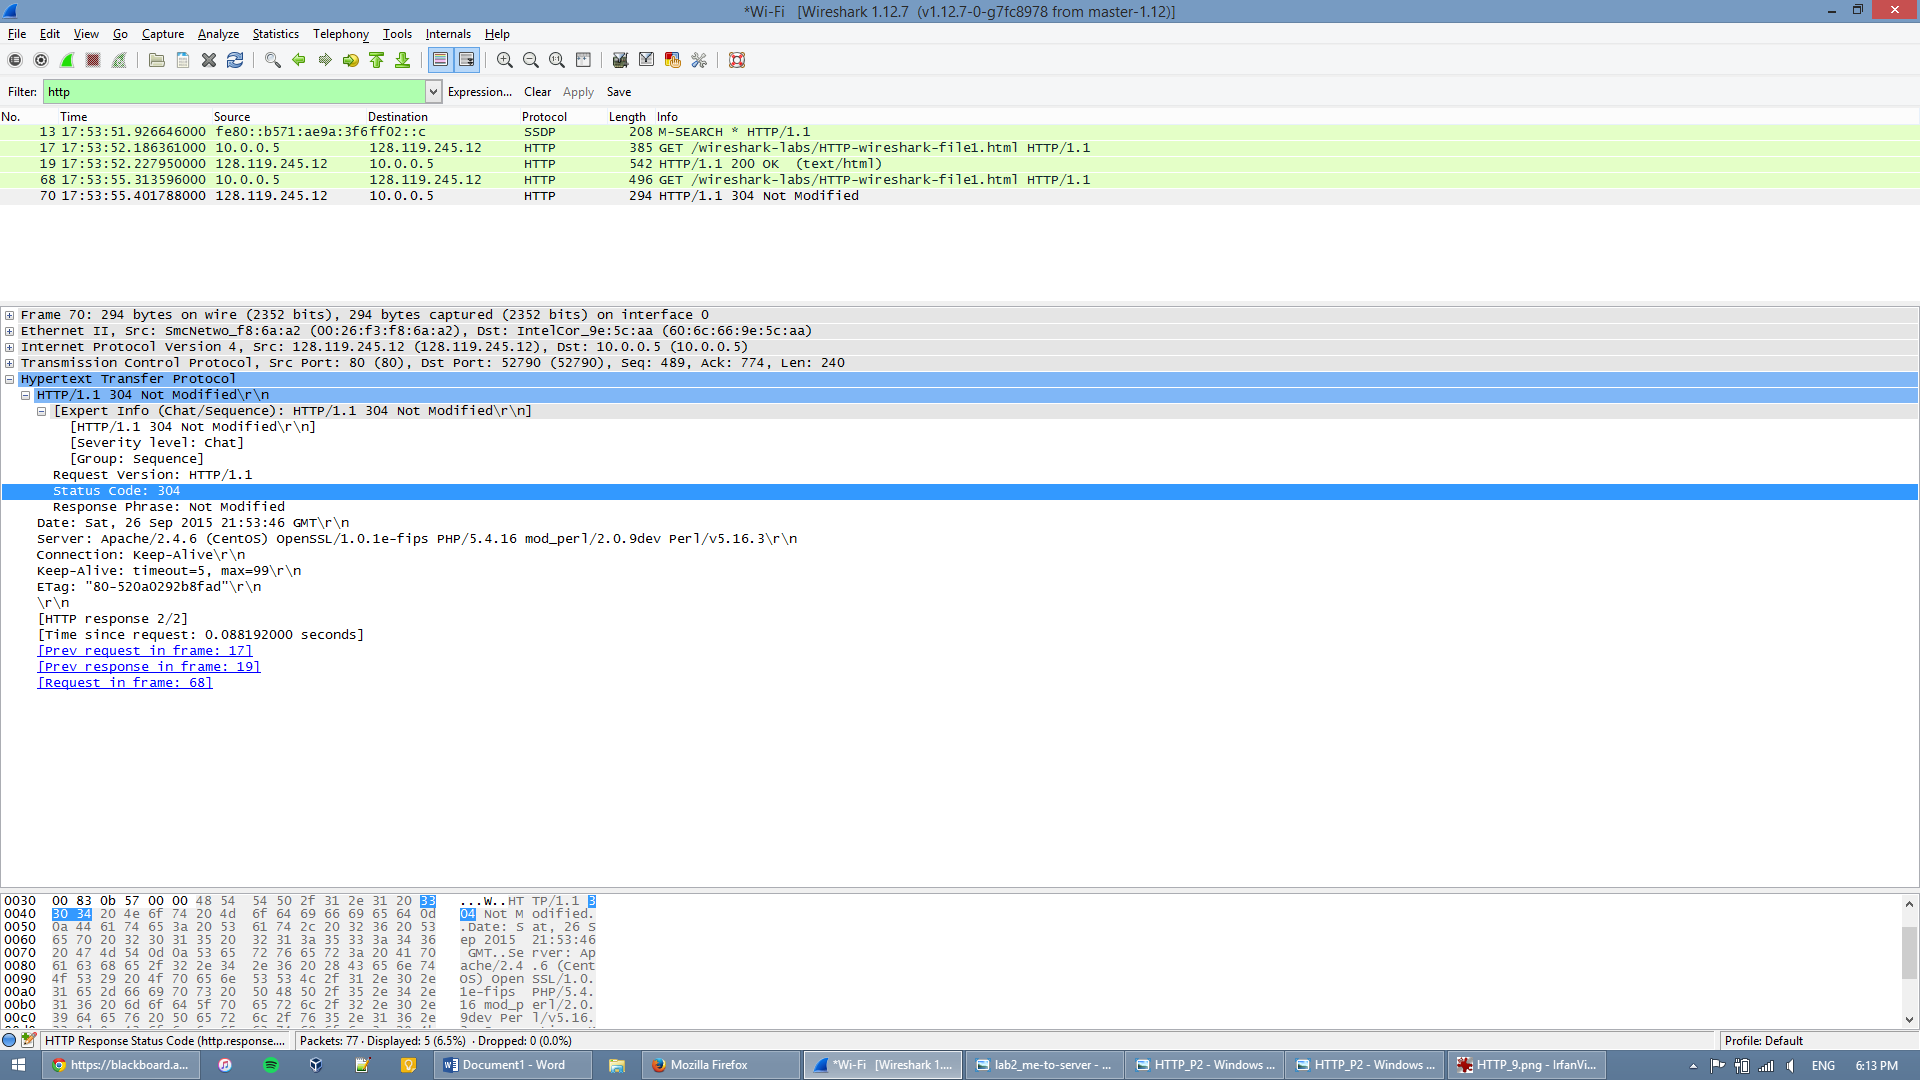 *Wi-Fi [Wireshark 1.12.7 (v1.12.7-0-g7fc8978 from master-1.12)]
File Edit View Go Capture Analyze Statistics Telephony Tools Internals Help
Filter: http Expression... Clear Apply Save
No. Time Source Destination Protocol Length Info
13 17:53:51.926646000 fe80::b571:ae9a:3f6 ff02::c SSDP 208 M-SEARCH * HTTP/1.1
17 17:53:52.186361000 10.0.0.5 128.119.245.12 HTTP 385 GET /wireshark-labs/HTTP-wireshark-file1.html HTTP/1.1
19 17:53:52.227950000 128.119.245.12 10.0.0.5 HTTP 542 HTTP/1.1 200 OK (text/html)
68 17:53:55.313596000 10.0.0.5 128.119.245.12 HTTP 496 GET /wireshark-labs/HTTP-wireshark-file1.html HTTP/1.1
70 17:53:55.401788000 128.119.245.12 10.0.0.5 HTTP 294 HTTP/1.1 304 Not Modified
Frame 70: 294 bytes on wire (2352 bits), 294 bytes captured (2352 bits) on interface 0
Ethernet II, Src: SmcNetwo_f8:6a:a2 (00:26:f3:f8:6a:a2), Dst: IntelCor_9e:5c:aa (60:6c:66:9e:5c:aa)
Internet Protocol Version 4, Src: 128.119.245.12 (128.119.245.12), Dst: 10.0.0.5 (10.0.0.5)
Transmission Control Protocol, Src Port: 80 (80), Dst Port: 52790 (52790), Seq: 489, Ack: 774, Len: 240
Hypertext Transfer Protocol
HTTP/1.1 304 Not Modified\r\n
[Expert Info (Chat/Sequence): HTTP/1.1 304 Not Modified\r\n]
[HTTP/1.1 304 Not Modified\r\n]
[Severity level: Chat]
[Group: Sequence]
Request Version: HTTP/1.1
Status Code: 304
Response Phrase: Not Modified
Date: Sat, 26 Sep 2015 21:53:46 GMT\r\n
Server: Apache/2.4.6 (CentOS) OpenSSL/1.0.1e-fips PHP/5.4.16 mod_perl/2.0.9dev Perl/v5.16.3\r\n
Connection: Keep-Alive\r\n
Keep-Alive: timeout=5, max=99\r\n
ETag: "80-520a0292b8fad"\r\n
\r\n
[HTTP response 2/2]
[Time since request: 0.088192000 seconds]
[Prev request in frame: 17]
[Prev response in frame: 19]
[Request in frame: 68]
0030 00 83 0b 57 00 00 48 54 54 50 2f 31 2e 31 20 33 ...W..HT TP/1.1 3
0040 30 34 20 4e 6f 74 20 4d 6f 64 69 66 69 65 64 0d 04 Not M odified.
0050 0a 44 61 74 65 3a 20 53 61 74 2c 20 32 36 20 53 .Date: S at, 26 S
0060 65 70 20 32 30 31 35 20 32 31 3a 35 33 3a 34 36 ep 2015 21:53:46
0070 20 47 4d 54 0d 0a 53 65 72 76 65 72 3a 20 41 70 GMT..Se rver: Ap
0080 61 63 68 65 2f 32 2e 34 2e 36 20 28 43 65 6e 74 ache/2.4 .6 (Cent
0090 4f 53 29 20 4f 70 65 6e 53 53 4c 2f 31 2e 30 2e OS) Open SSL/1.0.
00a0 31 65 2d 66 69 70 73 20 50 48 50 2f 35 2e 34 2e 1e-fips PHP/5.4.
00b0 31 36 20 6d 6f 64 5f 70 65 72 6c 2f 32 2e 30 2e 16 mod_p erl/2.0.
00c0 39 64 65 76 20 50 65 72 6c 2f 76 35 2e 31 36 2e 9dev Per l/v5.16.
HTTP Response Status Code (http.response.... Packets: 77 · Displayed: 5 (6.5%) · Dropped: 0 (0.0%) Profile: Default
https://blackboard.a... Document1 - Word Mozilla Firefox *Wi-Fi [Wireshark 1.... lab2_me-to-server - ... HTTP_P2 - Windows ... HTTP_P2 - Windows ... HTTP_9.png - IrfanVi... ENG 6:13 PM